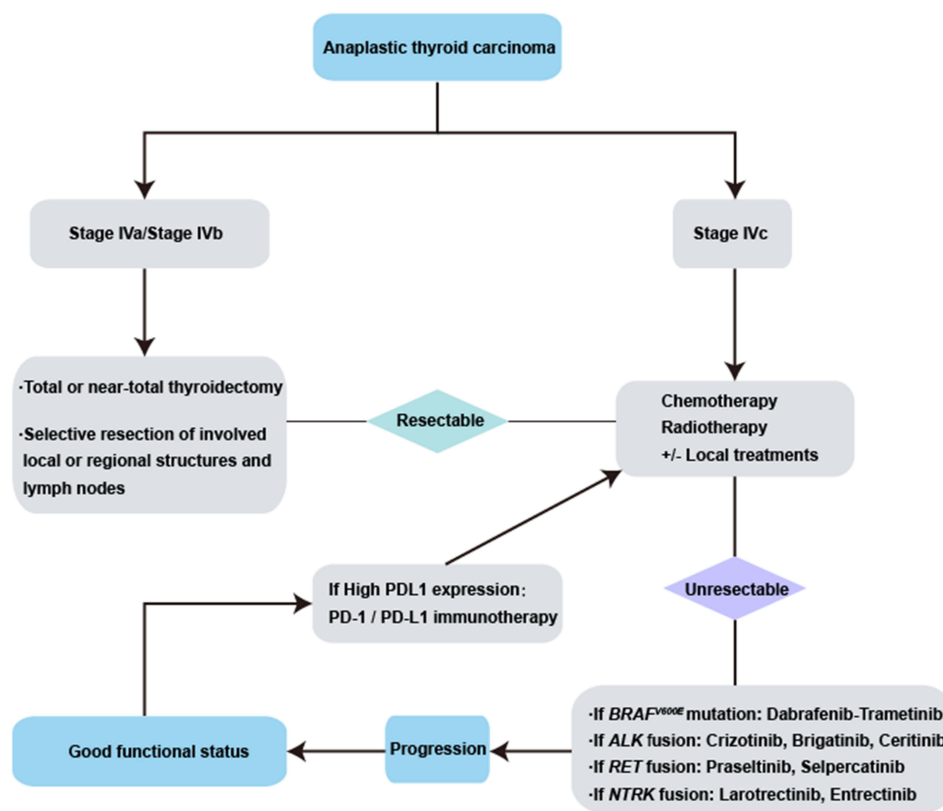 Anaplastic thyroid carcinoma
Stage IVa/Stage IVb
Stage IVc
·Total or near-total thyroidectomy
·Selective resection of involved
local or regional structures and
lymph nodes
Resectable
Chemotherapy
Radiotherapy
+/- Local treatments
If High PDL1 expression:
PD-1 / PD-L1 immunotherapy
Unresectable
·If BRAFV600E mutation: Dabrafenib-Trametinib
·If ALK fusion: Crizotinib, Brigatinib, Ceritinib
·If RET fusion: Praseltinib, Selpercatinib
·If NTRK fusion: Larotrectinib, Entrectinib
Progression
Good functional status